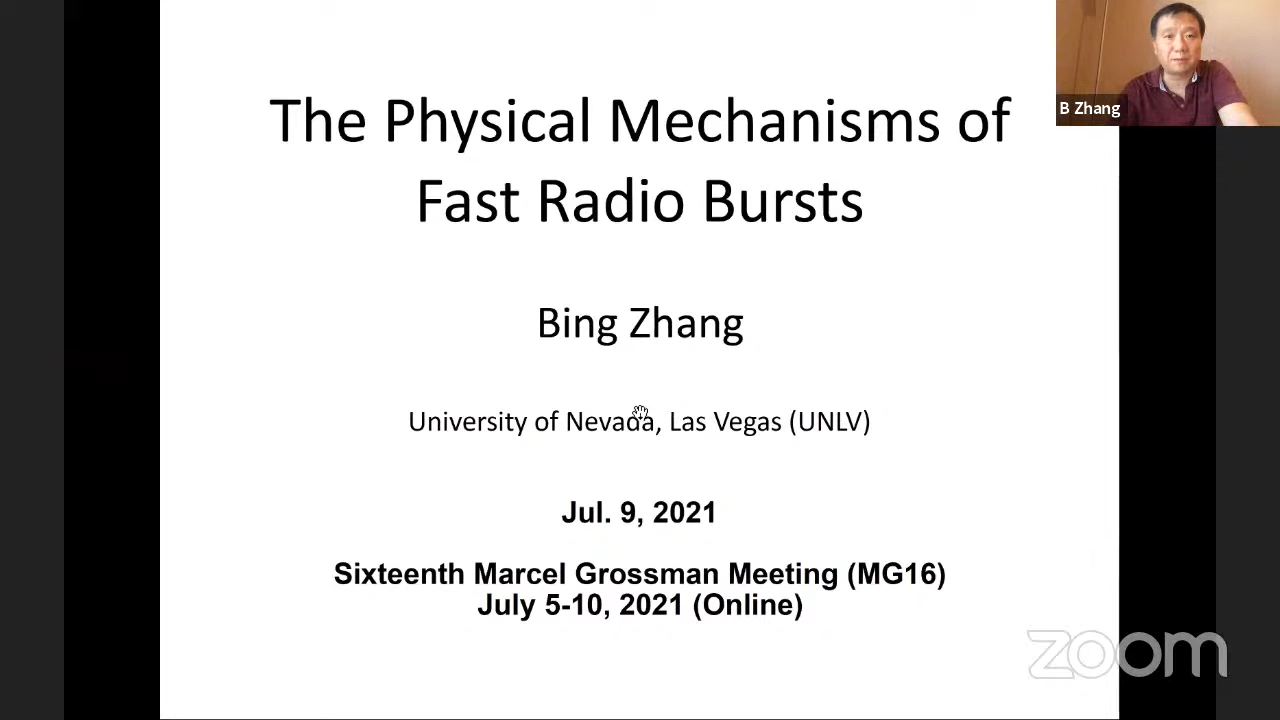 The Physical Mechanisms of
Fast Radio Bursts
B Zhang
Bing Zhang
University of Nevada, Las Vegas (UNLV)
Jul. 9, 2021
Sixteenth Marcel Grossman Meeting (MG16)
July 5-10, 2021 (Online)
zoom